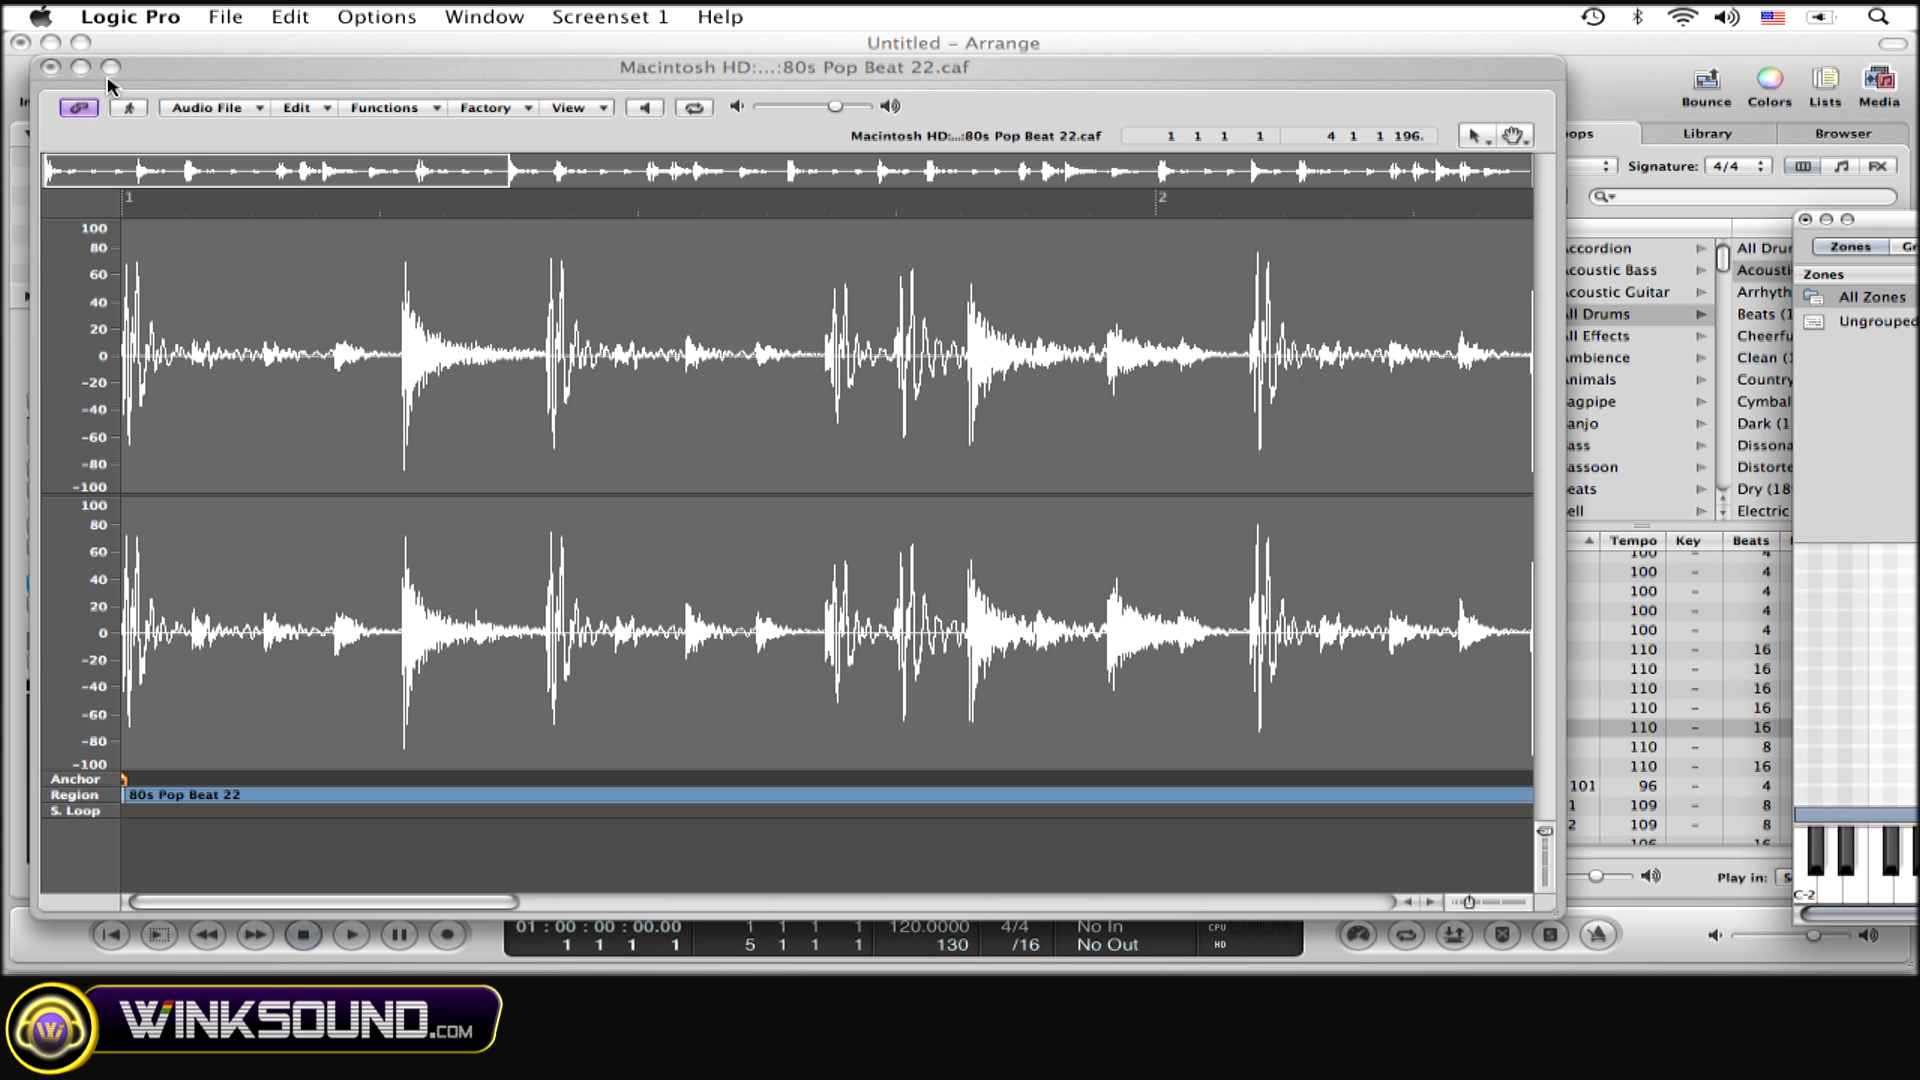 Logic Pro File Edit Options Window Screenset 1 Help
Untitled – Arrange
Macintosh HD:...:80s Pop Beat 22.caf
Bounce Colors Lists Media
Audio File Edit Functions Factory View
Macintosh HD:...:80s Pop Beat 22.caf 1 1 1 1 4 1 1 196.
Library Browser
Signature: 4/4 FX
1 2
100
80
60
40
20
0
-20
-40
-60
-80
-100
100
80
60
40
20
0
-20
-40
-60
-80
-100
Anchor
Region 80s Pop Beat 22
S. Loop
ccordion
coustic Bass
coustic Guitar
ll Drums
ll Effects
mbience
nimals
agpipe
anjo
ass
assoon
eats
ell
All Dru
Acousti
Arrhyth
Beats (1
Cheerfu
Clean (
Country
Cymbal
Dark (1
Dissona
Distorte
Dry (18
Electric
Zones Gr
Zones
All Zones
Ungrouped
Tempo Key Beats
100 – 4
100 – 4
100 – 4
100 – 4
110 – 16
110 – 16
110 – 16
110 – 16
110 – 16
110 – 8
110 – 16
101 96 – 4
1 109 – 8
2 109 – 8
Play in: S
C-2
01 : 00 : 00 : 00.00 1 1 1 1 120.0000 4/4 No In CPU
1 1 1 1 5 1 1 1 130 /16 No Out HD
W WINKSOUND.COM